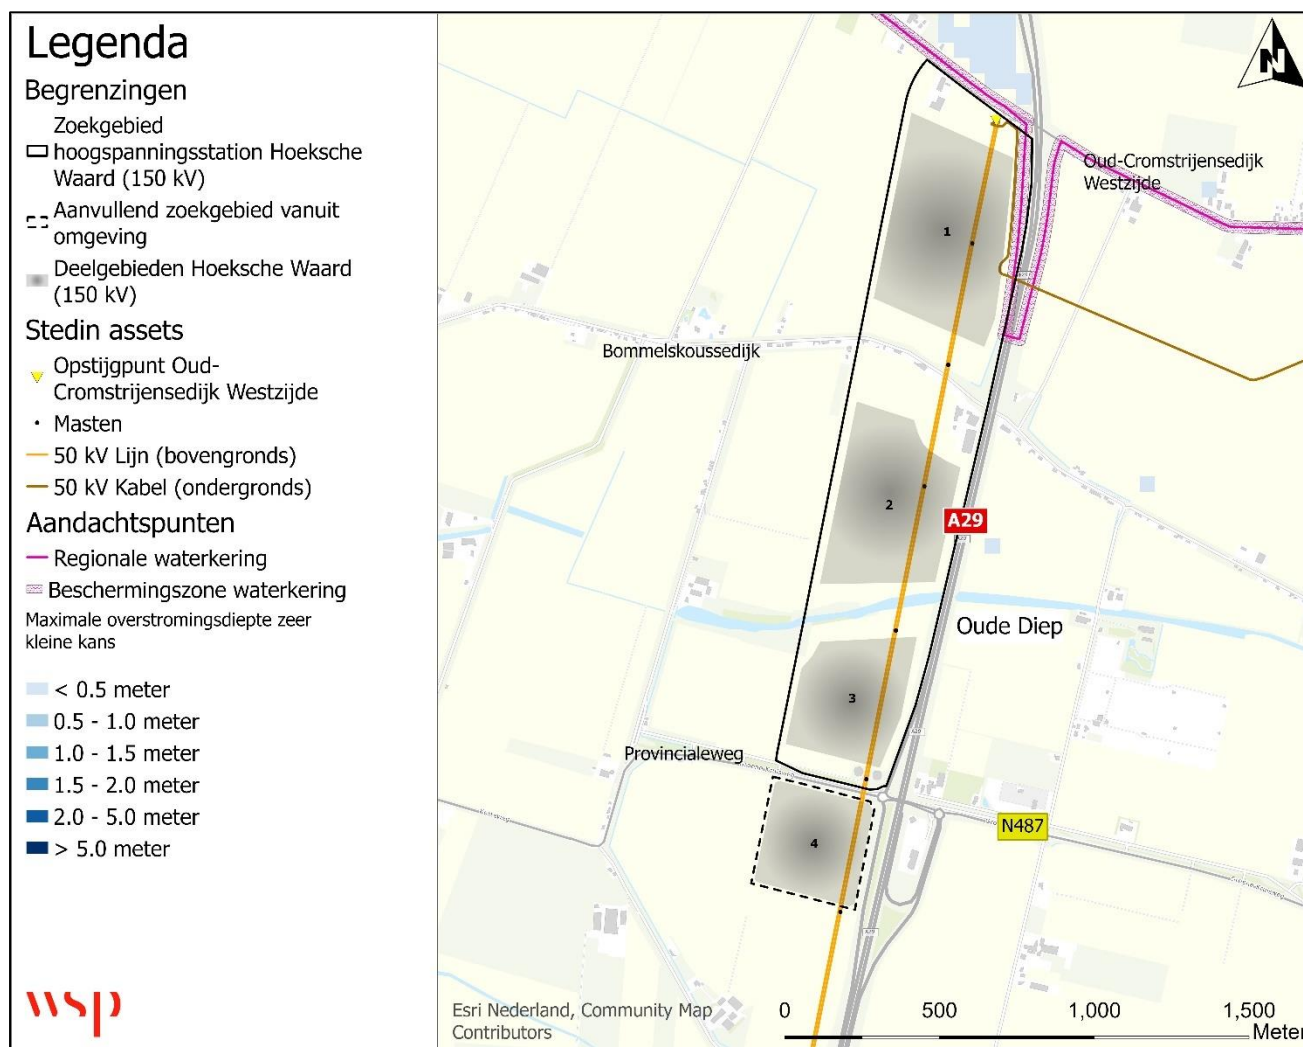 Legenda
Begrenzingen
Zoekgebied
hoogspanningsstation Hoeksche
Waard (150 kV)
Aanvullend zoekgebied vanuit
omgeving
Deelgebieden Hoeksche Waard
(150 kV)
Stedin assets
Opstijgpunt Oud-
Cromstrijensedijk Westzijde
Masten
50 kV Lijn (bovengronds)
50 kV Kabel (ondergronds)
Aandachtspunten
Regionale waterkering
Beschermingszone waterkering
Maximale overstromingsdiepte zeer
kleine kans
< 0.5 meter
0.5 - 1.0 meter
1.0 - 1.5 meter
1.5 - 2.0 meter
2.0 - 5.0 meter
> 5.0 meter
wsp
N
Oud-Cromstrijensedijk
Westzijde
1
Bommelskoussedijk
2
A29
Oude Diep
3
Provincialeweg
4
N487
Esri Nederland, Community Map
Contributors
0 500 1,000 1,500
Meter